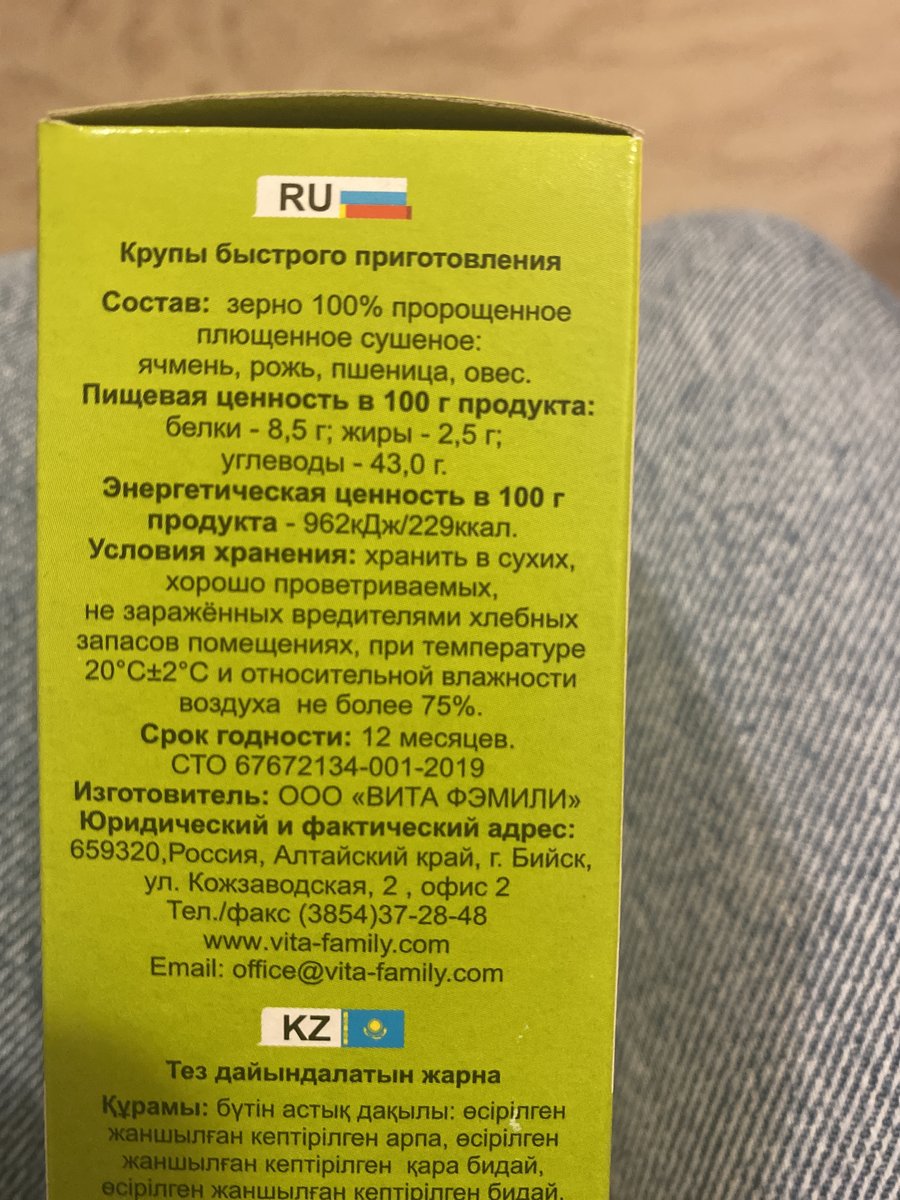 RU
Крупы быстрого приготовления
Состав: зерно 100% пророщенное
плющенное сушеное:
ячмень, рожь, пшеница, овес.
Пищевая ценность в 100 г продукта:
белки - 8,5 г; жиры - 2,5 г;
углеводы - 43,0 г.
Энергетическая ценность в 100 г
продукта - 962кДж/229ккал.
Условия хранения: хранить в сухих,
хорошо проветриваемых,
не заражённых вредителями хлебных
запасов помещениях, при температуре
20°С±2°С и относительной влажности
воздуха не более 75%.
Срок годности: 12 месяцев.
СТО 67672134-001-2019
Изготовитель: ООО «ВИТА ФЭМИЛИ»
Юридический и фактический адрес:
659320,Россия, Алтайский край, г. Бийск,
ул. Кожзаводская, 2 , офис 2
Тел./факс (3854)37-28-48
www.vita-family.com
Email: office@vita-family.com
KZ
Тез дайындалатын жарна
Құрамы: бүтін астық дақылы: өсірілген
жаншылған кептірілген арпа, өсірілген
жаншылған кептірілген қара бидай,
өсірілген жаншылған кептірілген бидай,